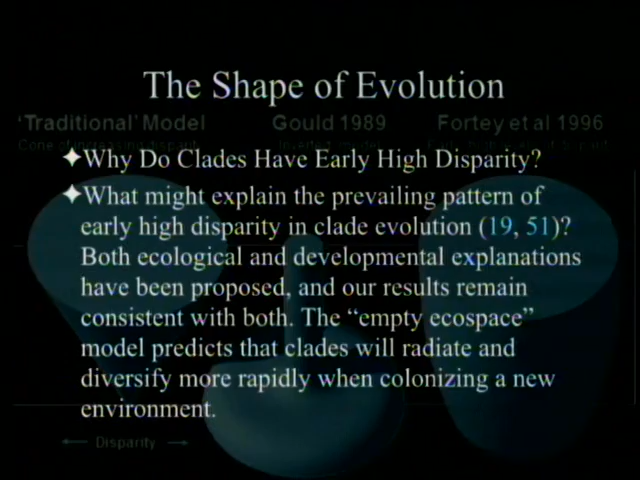 The Shape of Evolution
'Traditional' Model
Gould 1989
Fortey et al 1996
✦Why Do Clades Have Early High Disparity?
✦What might explain the prevailing pattern of
early high disparity in clade evolution (19, 51)?
Both ecological and developmental explanations
have been proposed, and our results remain
consistent with both. The “empty ecospace”
model predicts that clades will radiate and
diversify more rapidly when colonizing a new
environment.
← Disparity →